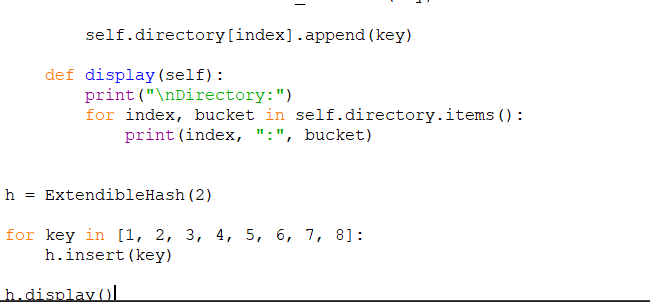 self.directory[index].append(key)
    def display(self):
        print("\nDirectory:")
        for index, bucket in self.directory.items():
            print(index, ":", bucket)
h = ExtendibleHash(2)
for key in [1, 2, 3, 4, 5, 6, 7, 8]:
    h.insert(key)
h.display()